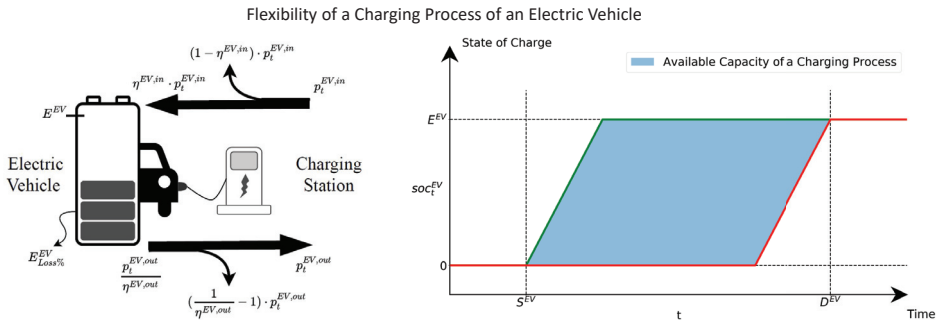 Flexibility of a Charging Process of an Electric Vehicle
(1 − η^{EV,in}) · p_t^{EV,in}
η^{EV,in} · p_t^{EV,in}
p_t^{EV,in}
E^{EV}
Electric
Vehicle
Charging
Station
E_{Loss%}^{EV}
p_t^{EV,out}
η^{EV,out}
p_t^{EV,out}
(1/η^{EV,out} − 1) · p_t^{EV,out}
State of Charge
Available Capacity of a Charging Process
E^{EV}
soc_t^{EV}
0
S^{EV}
t
D^{EV}
Time